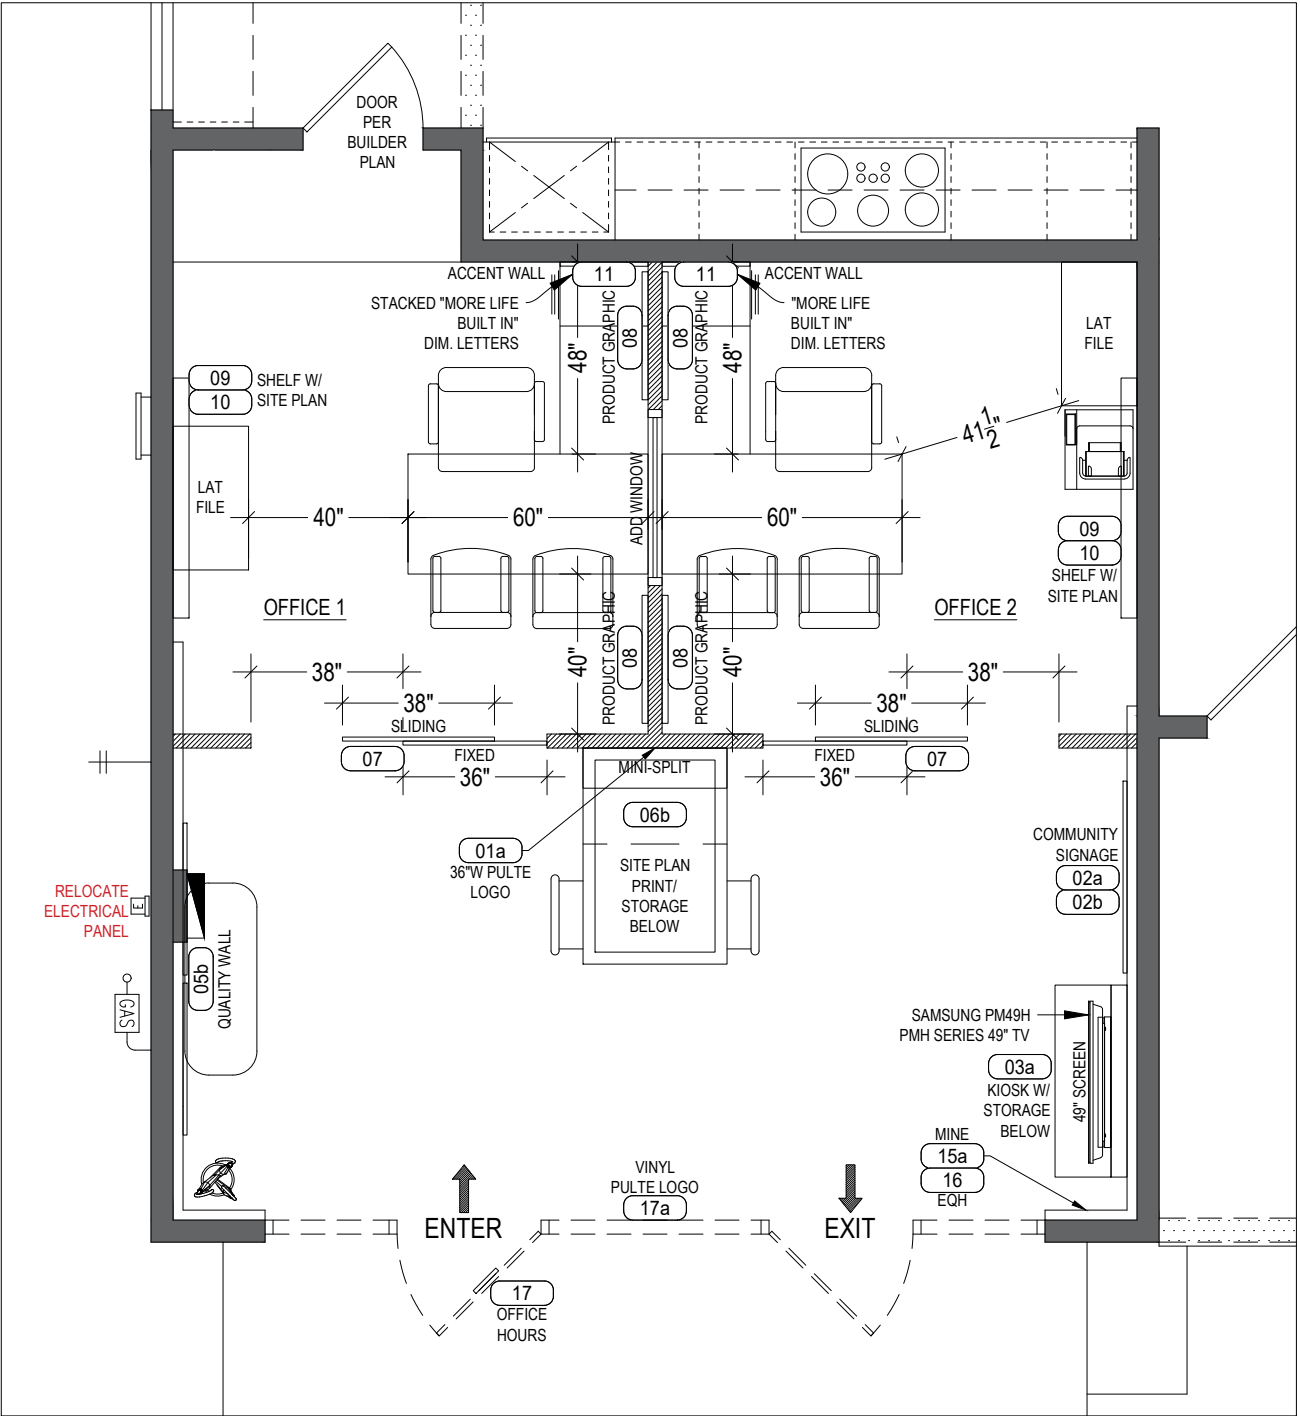 DOOR
PER
BUILDER
PLAN
ACCENT WALL
11
11
ACCENT WALL
STACKED "MORE LIFE
BUILT IN"
DIM. LETTERS
"MORE LIFE
BUILT IN"
DIM. LETTERS
PRODUCT GRAPHIC
08
08
PRODUCT GRAPHIC
48"
48"
LAT
FILE
09
10
SHELF W/
SITE PLAN
41 1/2"
LAT
FILE
40"
60"
ADD WINDOW
60"
09
10
SHELF W/
SITE PLAN
OFFICE 1
OFFICE 2
PRODUCT GRAPHIC
08
08
PRODUCT GRAPHIC
40"
40"
38"
38"
38"
38"
SLIDING
SLIDING
07
FIXED
36"
FIXED
36"
07
MINI-SPLIT
06b
01a
36"W PULTE
LOGO
SITE PLAN
PRINT/
STORAGE
BELOW
COMMUNITY
SIGNAGE
02a
02b
RELOCATE
ELECTRICAL
PANEL
E
05b
QUALITY WALL
GAS
SAMSUNG PM49H
PMH SERIES 49" TV
03a
KIOSK W/
STORAGE
BELOW
49" SCREEN
MINE
15a
16
EQH
VINYL
PULTE LOGO
17a
ENTER
EXIT
17
OFFICE
HOURS